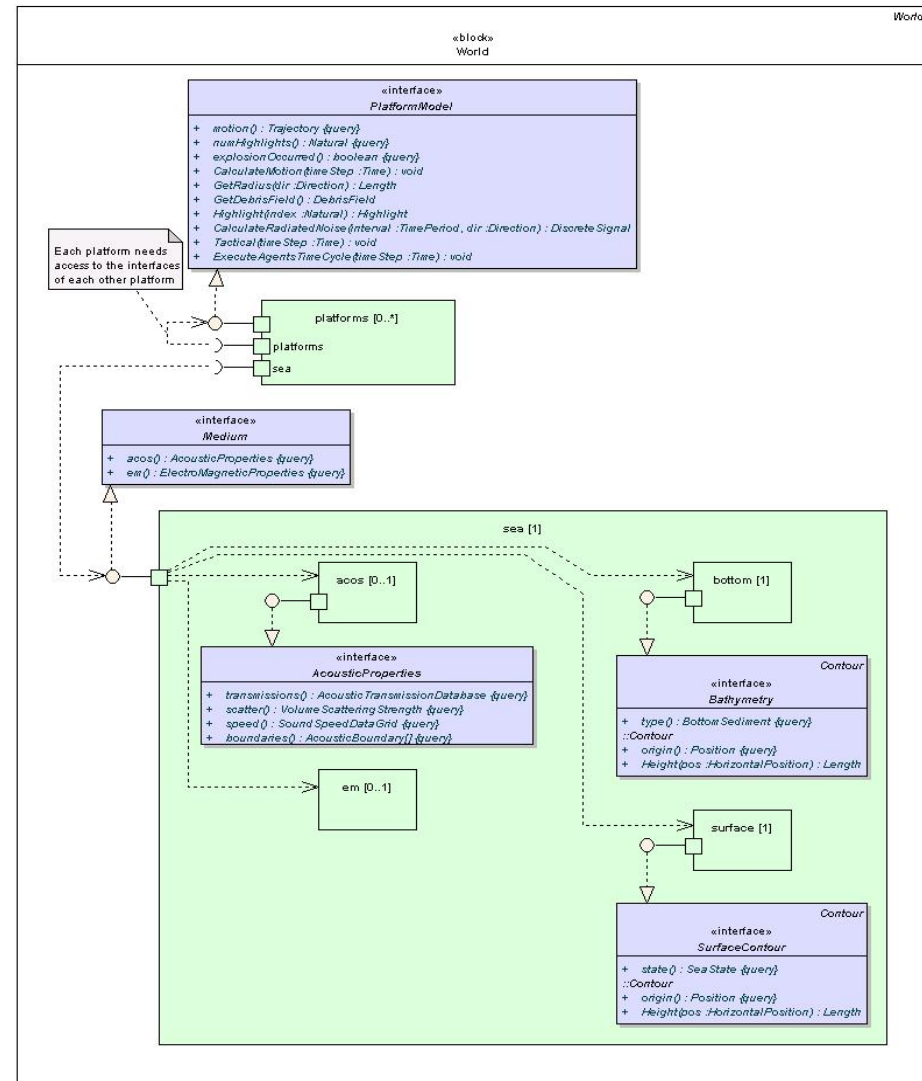 World
«block»
World
«interface»
PlatformModel
+ motion() : Trajectory {query}
+ numHighlights() : Natural {query}
+ explosionOccurred() : boolean {query}
+ CalculateMotion(timeStep :Time) : void
+ GetRadius(dir :Direction) : Length
+ GetDebrisField() : DebrisField
+ Highlight(index :Natural) : Highlight
+ CalculateRadiatedNoise(interval :TimePeriod, dir :Direction) : DiscreteSignal
+ Tactical(timeStep :Time) : void
+ ExecuteAgentsTimeCycle(timeStep :Time) : void
Each platform needs
access to the interfaces
of each other platform
platforms [0..*]
platforms
sea
«interface»
Medium
+ acos() : AcousticProperties {query}
+ em() : ElectroMagneticProperties {query}
sea [1]
acos [0..1]
bottom [1]
«interface»
AcousticProperties
+ transmissions() : AcousticTransmissionDatabase {query}
+ scatter() : VolumeScatteringStrength {query}
+ speed() : SoundSpeedDataGrid {query}
+ boundaries() : AcousticBoundary[] {query}
Contour
«interface»
Bathymetry
+ type() : BottomSediment {query}
::Contour
+ origin() : Position {query}
+ Height(pos :HorizontalPosition) : Length
em [0..1]
surface [1]
Contour
«interface»
SurfaceContour
+ state() : SeaState {query}
::Contour
+ origin() : Position {query}
+ Height(pos :HorizontalPosition) : Length